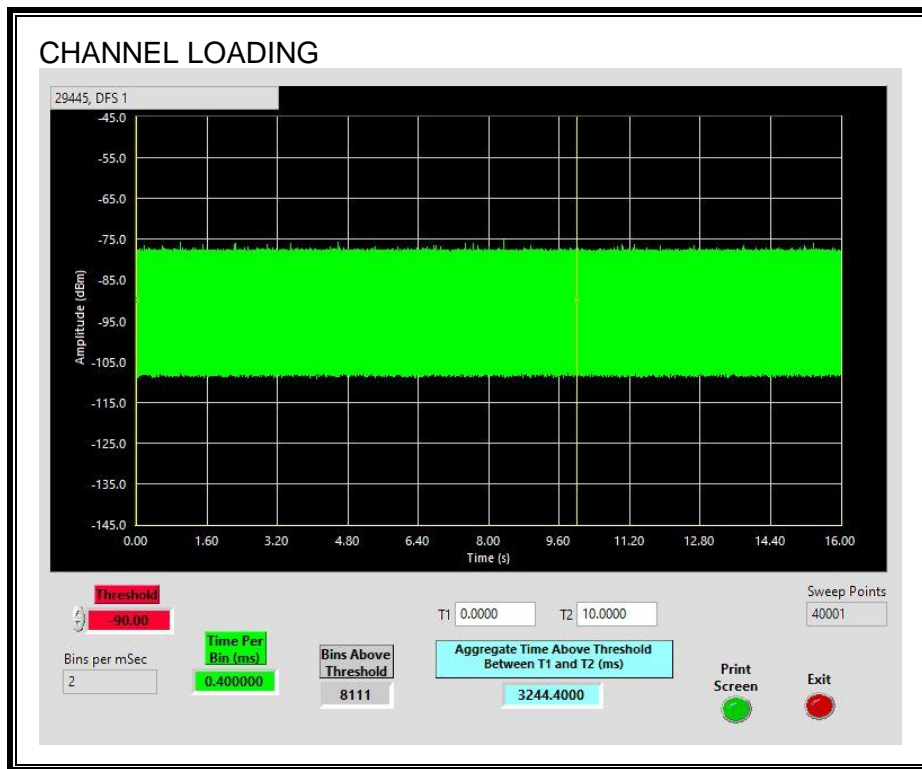 CHANNEL LOADING
29445, DFS 1
-45.0
-55.0
-65.0
-75.0
-85.0
-95.0
-105.0
-115.0
-125.0
-135.0
-145.0
Amplitude (dBm)
0.00 1.60 3.20 4.80 6.40 8.00 9.60 11.20 12.80 14.40 16.00
Time (s)
Threshold
-90.00
Bins per mSec
2
Time Per
Bin (ms)
0.400000
Bins Above
Threshold
8111
T1 0.0000 T2 10.0000
Aggregate Time Above Threshold
Between T1 and T2 (ms)
3244.4000
Sweep Points
40001
Print
Screen
Exit